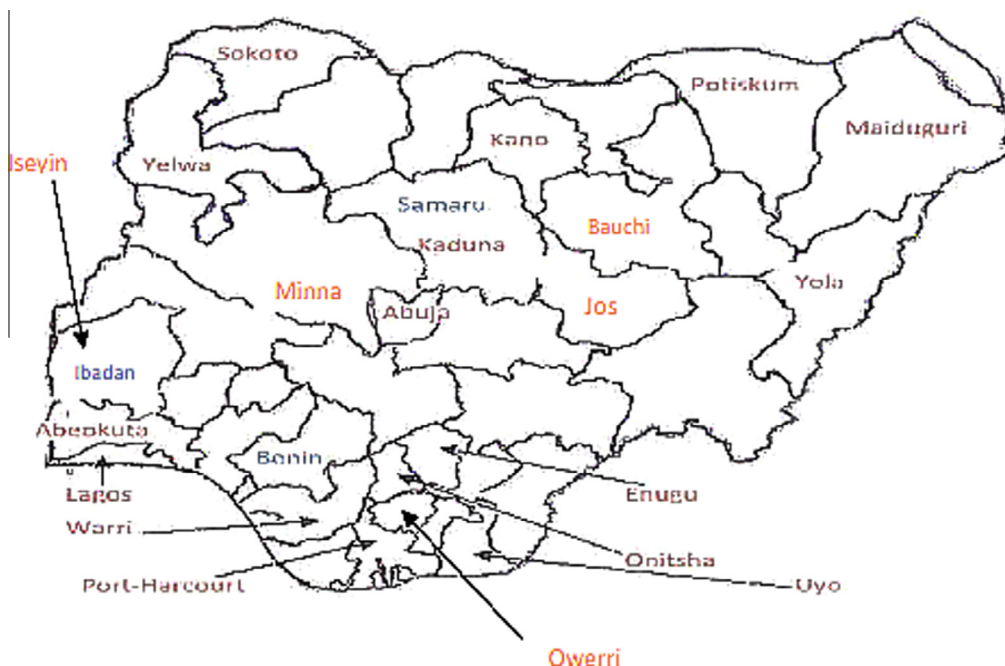 Sokoto
Potiskum
Maiduguri
Kano
Iseyin
Yelwa
Samaru
Kaduna
Bauchi
Yola
Minna
Abuja
Jos
Ibadan
Abeokuta
Benin
Lagos
Enugu
Warri
Onitsha
Port-Harcourt
Uyo
Owerri